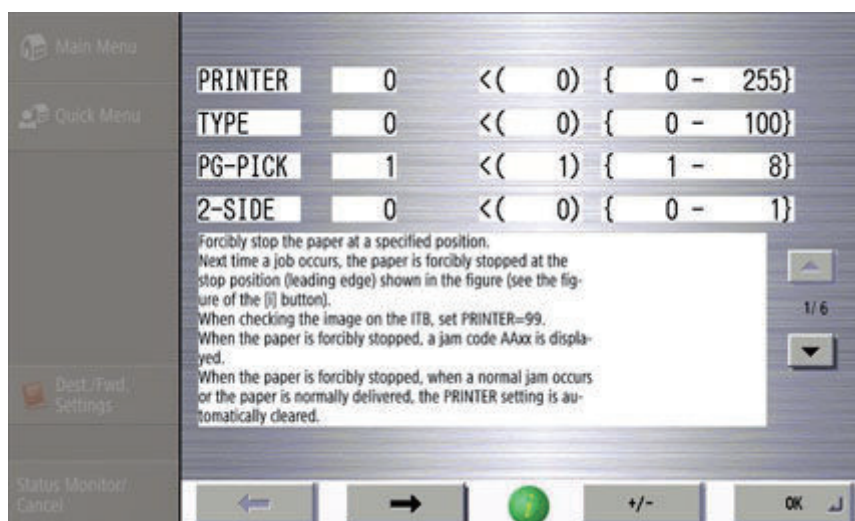 Main Menu
Quick Menu
PRINTER 0 <( 0) { 0 - 255}
TYPE 0 <( 0) { 0 - 100}
PG-PICK 1 <( 1) { 1 - 8}
2-SIDE 0 <( 0) { 0 - 1}
Forcibly stop the paper at a specified position.
Next time a job occurs, the paper is forcibly stopped at the
stop position (leading edge) shown in the figure (see the fig-
ure of the [i] button).
When checking the image on the ITB, set PRINTER=99.
When the paper is forcibly stopped, a jam code AAxx is displa-
yed.
When the paper is forcibly stopped, when a normal jam occurs
or the paper is normally delivered, the PRINTER setting is au-
tomatically cleared.
1/6
Dest./Fwd.
Settings
Status Monitor/
Cancel
i
+/-
OK